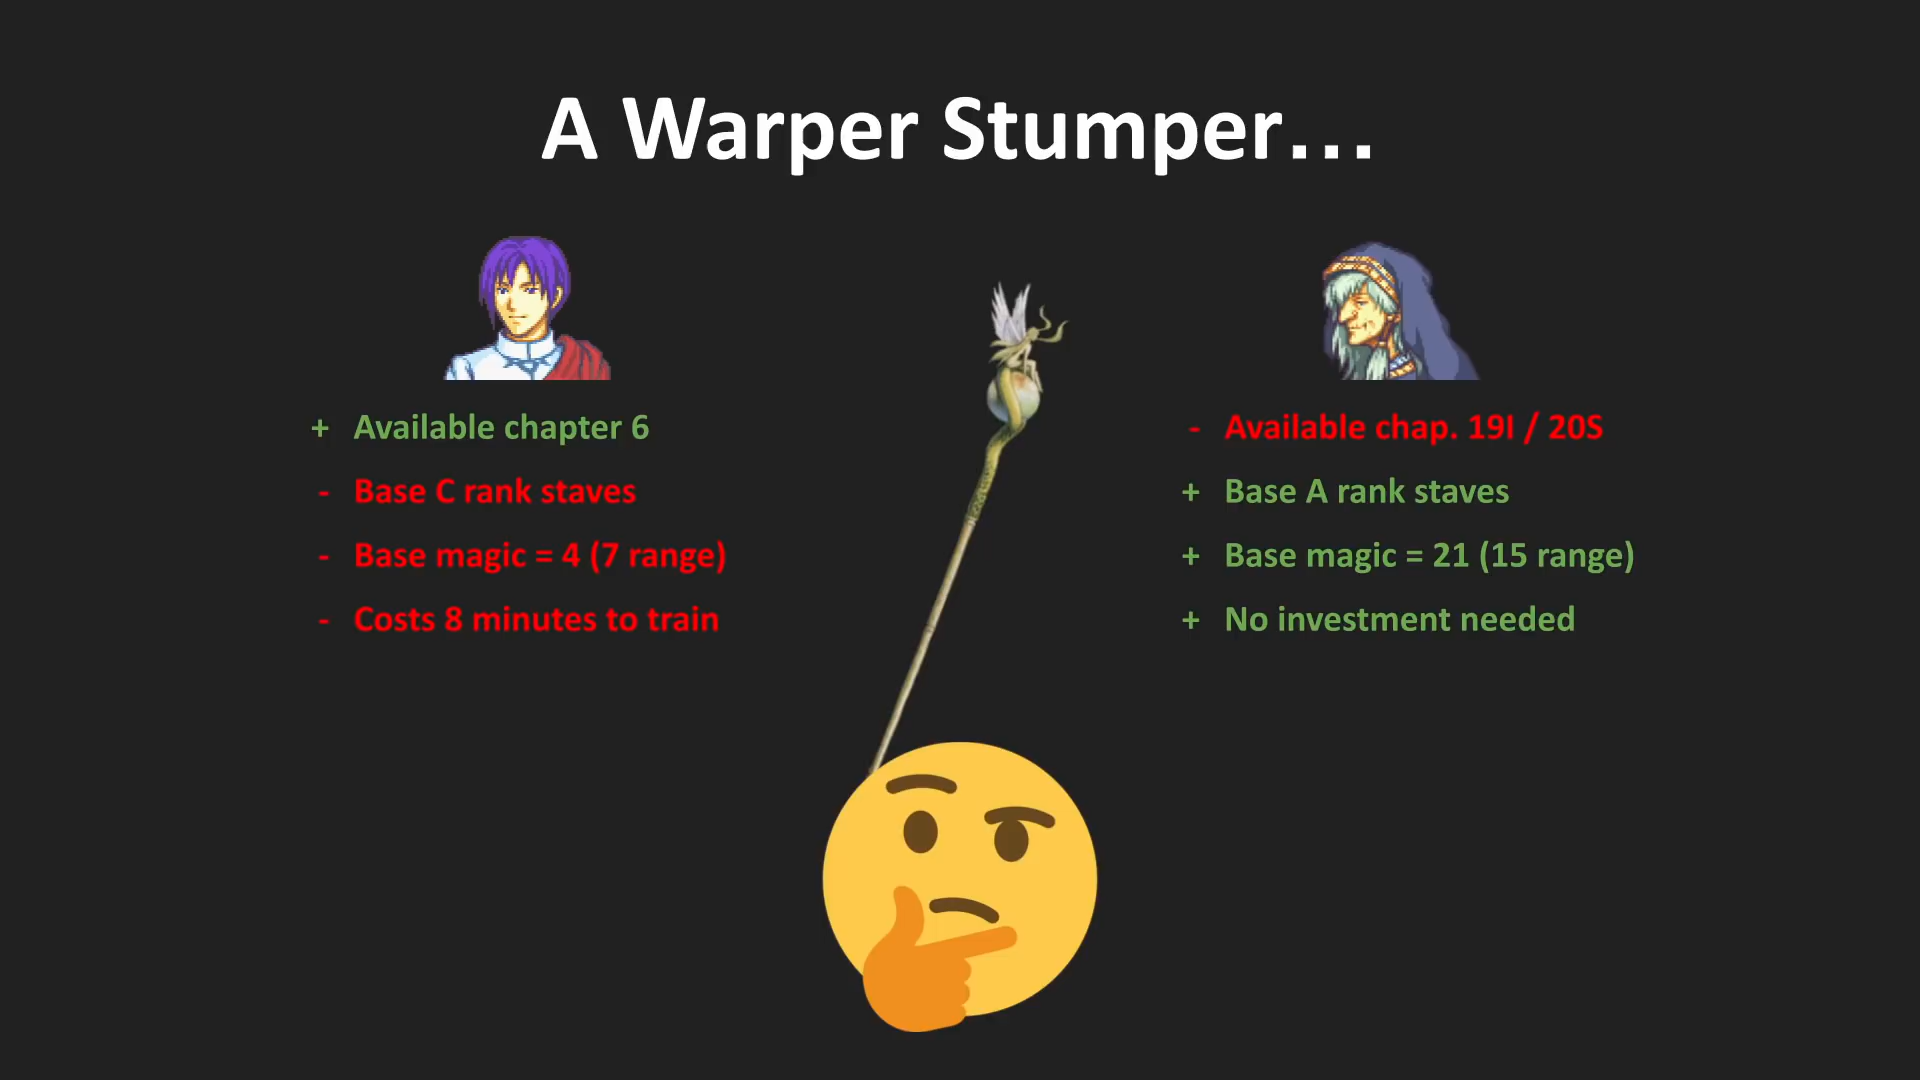 A Warper Stumper...
+ Available chapter 6
- Base C rank staves
- Base magic = 4 (7 range)
- Costs 8 minutes to train
- Available chap. 19I / 20S
+ Base A rank staves
+ Base magic = 21 (15 range)
+ No investment needed